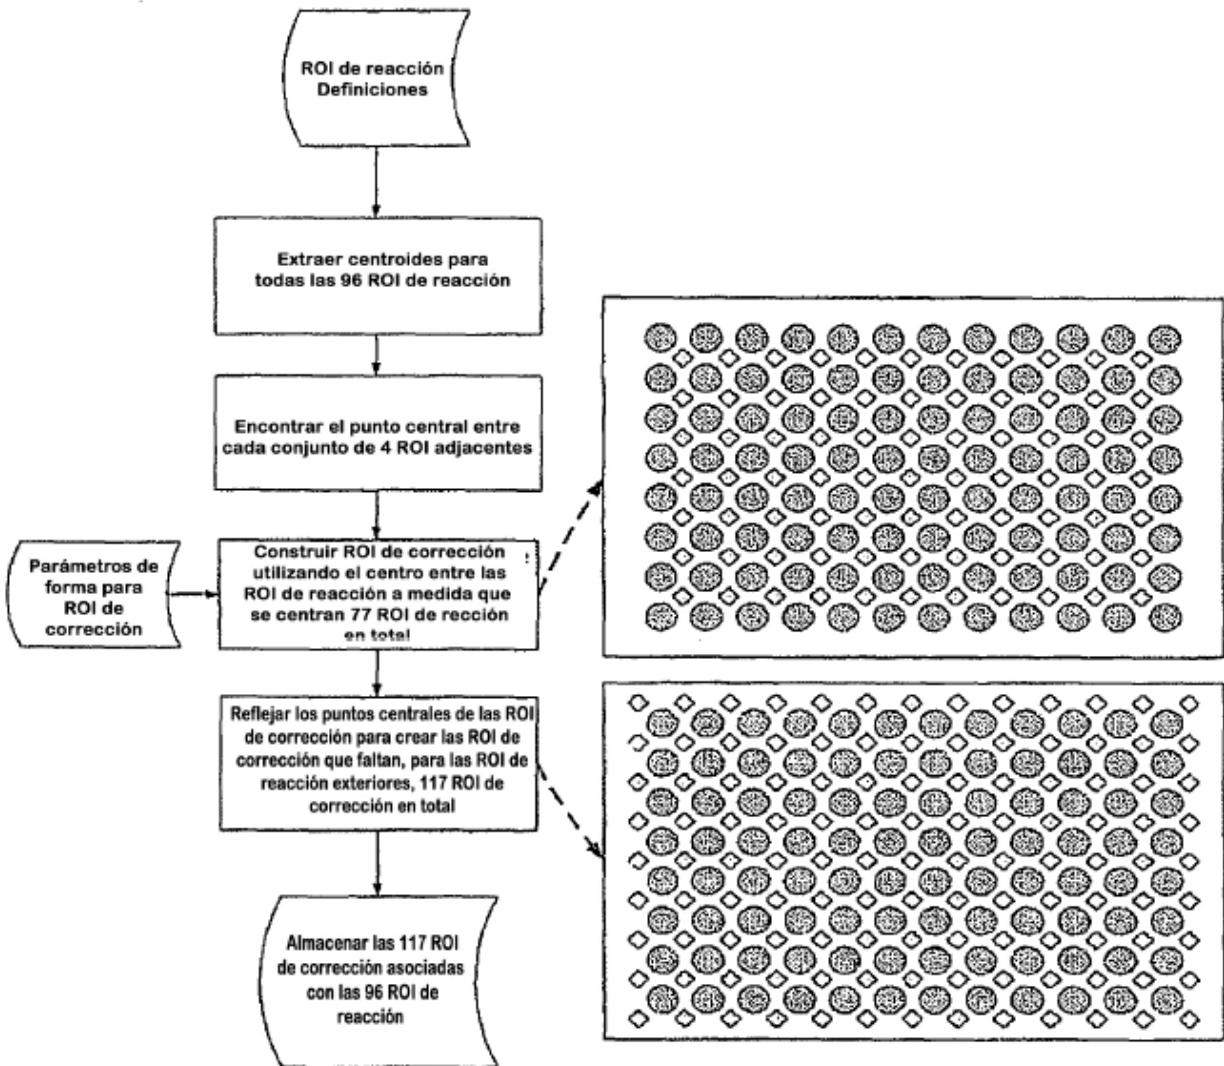 ROI de reacción
Definiciones
Extraer centroides para
todas las 96 ROI de reacción
Encontrar el punto central entre
cada conjunto de 4 ROI adjacentes
Parámetros de
forma para
ROI de
corrección
Construir ROI de corrección
utilizando el centro entre las
ROI de reacción a medida que
se centran 77 ROI de rección
en total
Reflejar los puntos centrales de las ROI
de corrección para crear las ROI de
corrección que faltan, para las ROI de
reacción exteriores, 117 ROI de
corrección en total
Almacenar las 117 ROI
de corrección asociadas
con las 96 ROI de
reacción